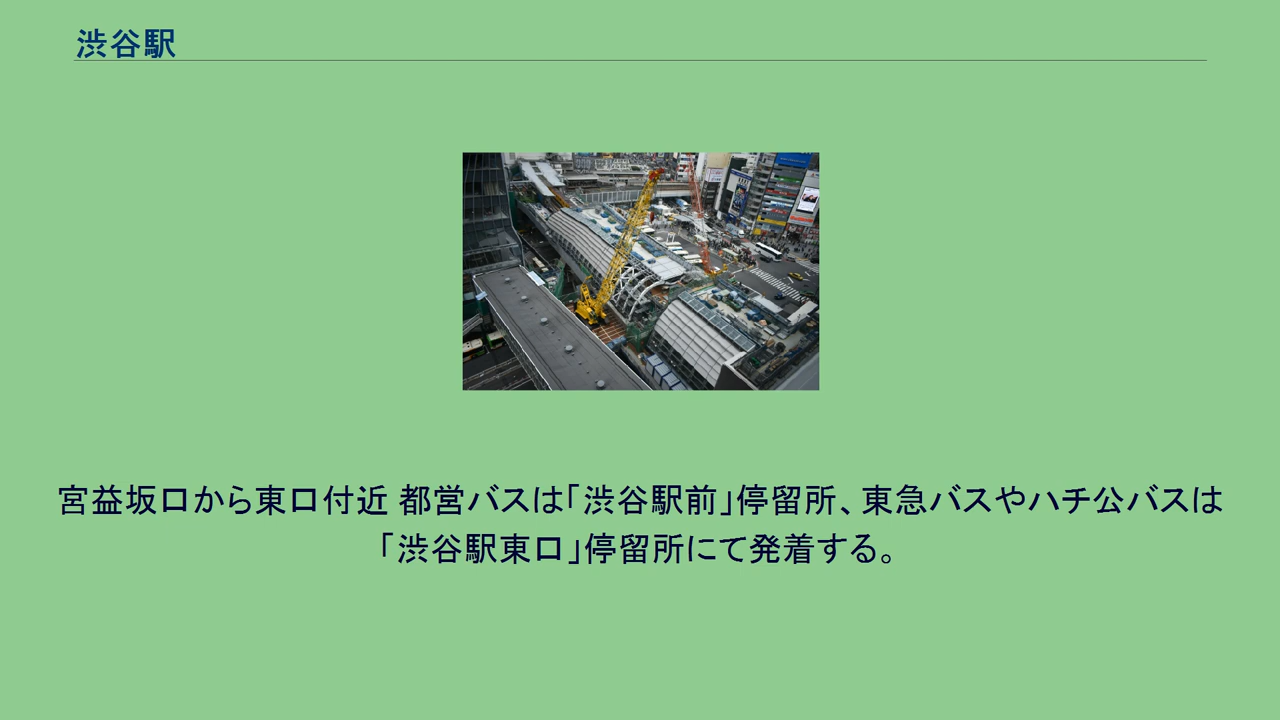 渋谷駅
宮益坂口から東口付近 都営バスは「渋谷駅前」停留所、東急バスやハチ公バスは
「渋谷駅東口」停留所にて発着する。